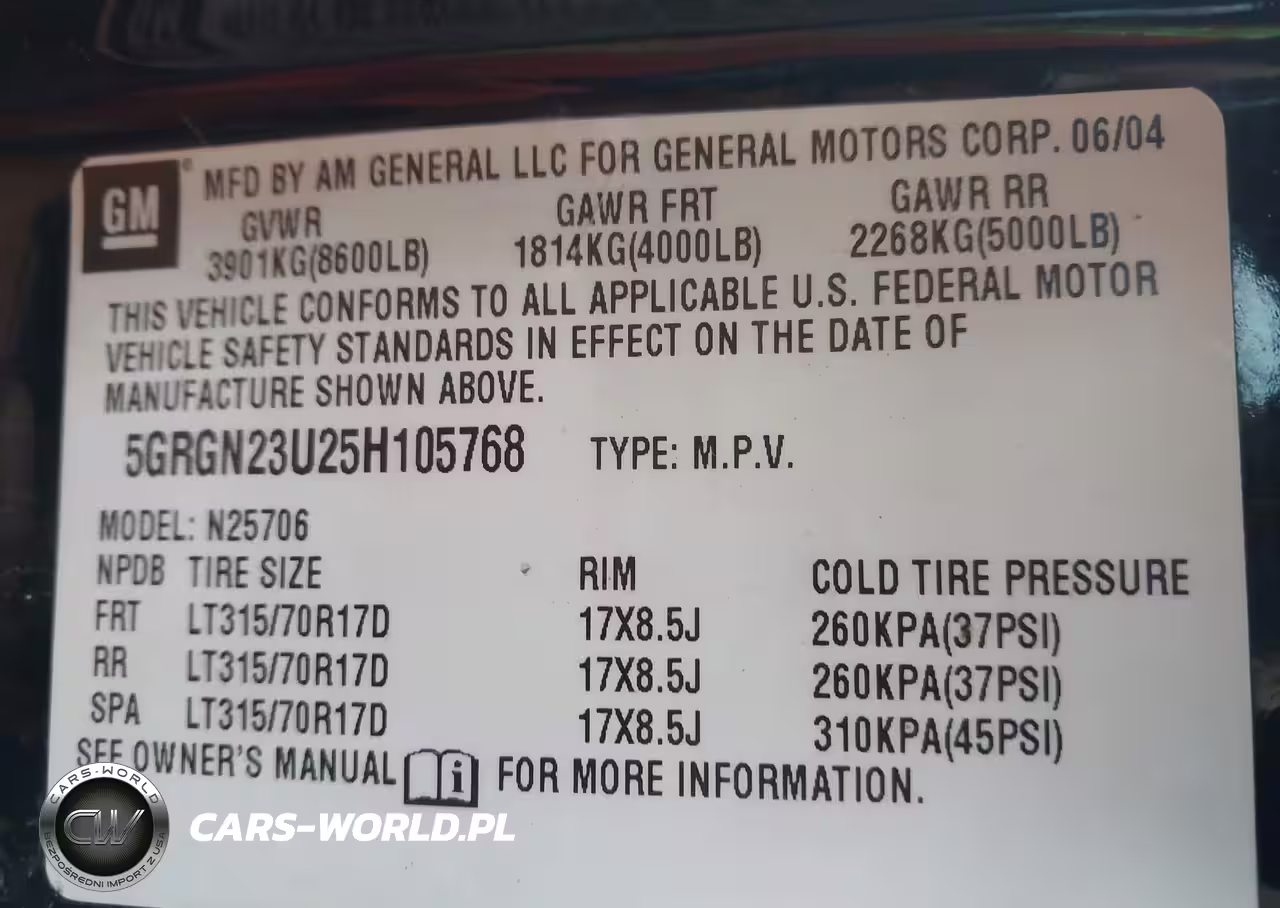 GM
© MFD BY AM GENERAL LLC FOR GENERAL MOTORS CORP. 06/04
GVWR GAWR FRT GAWR RR
3901KG(8600LB) 1814KG(4000LB) 2268KG(5000LB)
THIS VEHICLE CONFORMS TO ALL APPLICABLE U.S. FEDERAL MOTOR
VEHICLE SAFETY STANDARDS IN EFFECT ON THE DATE OF
MANUFACTURE SHOWN ABOVE.
5GRGN23U25H105768 TYPE: M.P.V.
MODEL: N25706
NPDB TIRE SIZE RIM COLD TIRE PRESSURE
FRT LT315/70R17D 17X8.5J 260KPA(37PSI)
RR LT315/70R17D 17X8.5J 260KPA(37PSI)
SPA LT315/70R17D 17X8.5J 310KPA(45PSI)
SEE OWNER'S MANUAL i FOR MORE INFORMATION.
CARS-WORLD
CW
BEZPOŚREDNI IMPORT Z USA
CARS-WORLD.PL